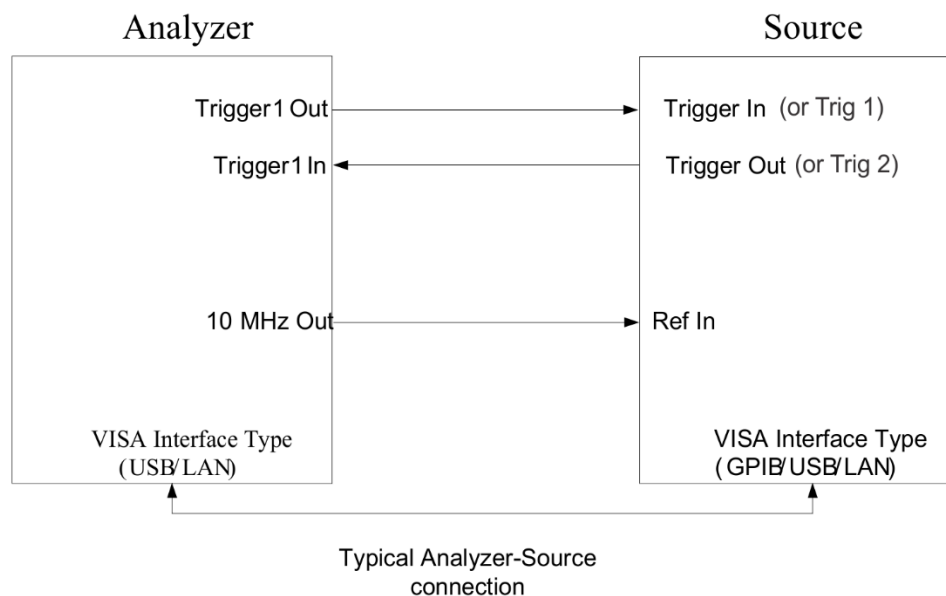 Analyzer
Source
Trigger1 Out
Trigger In (or Trig 1)
Trigger1 In
Trigger Out (or Trig 2)
10 MHz Out
Ref In
VISA Interface Type
(USB/LAN)
VISA Interface Type
(GPIB/USB/LAN)
Typical Analyzer-Source
connection